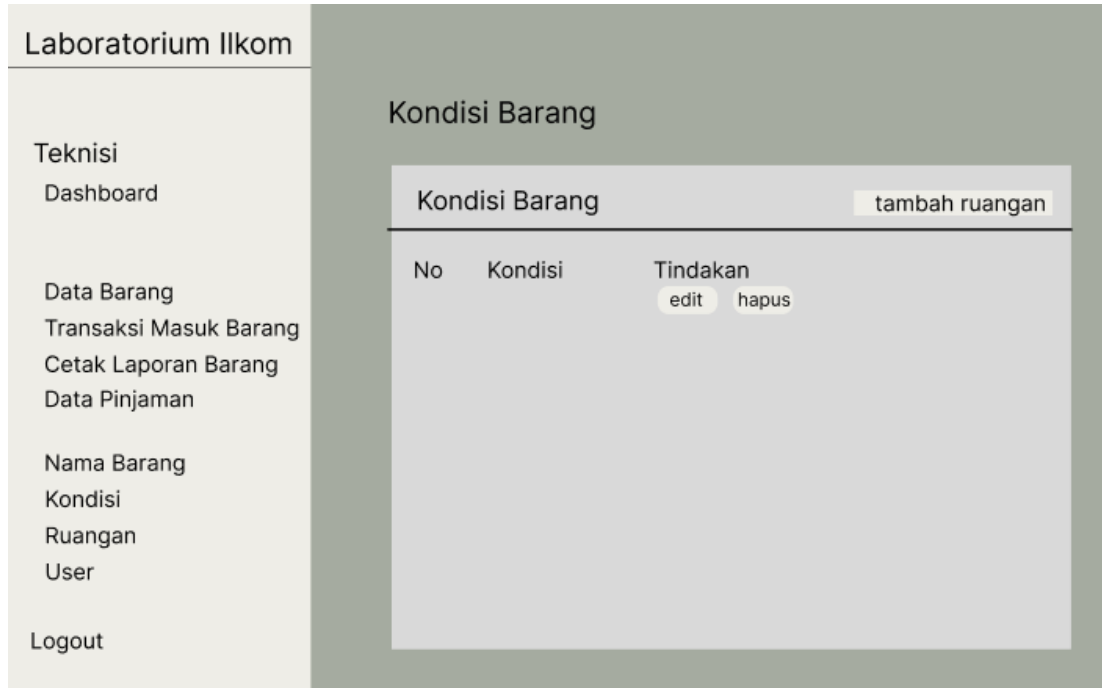 Laboratorium Ilkom
Teknisi
Dashboard
Data Barang
Transaksi Masuk Barang
Cetak Laporan Barang
Data Pinjaman
Nama Barang
Kondisi
Ruangan
User
Logout
Kondisi Barang
Kondisi Barang tambah ruangan
No Kondisi Tindakan
edit hapus